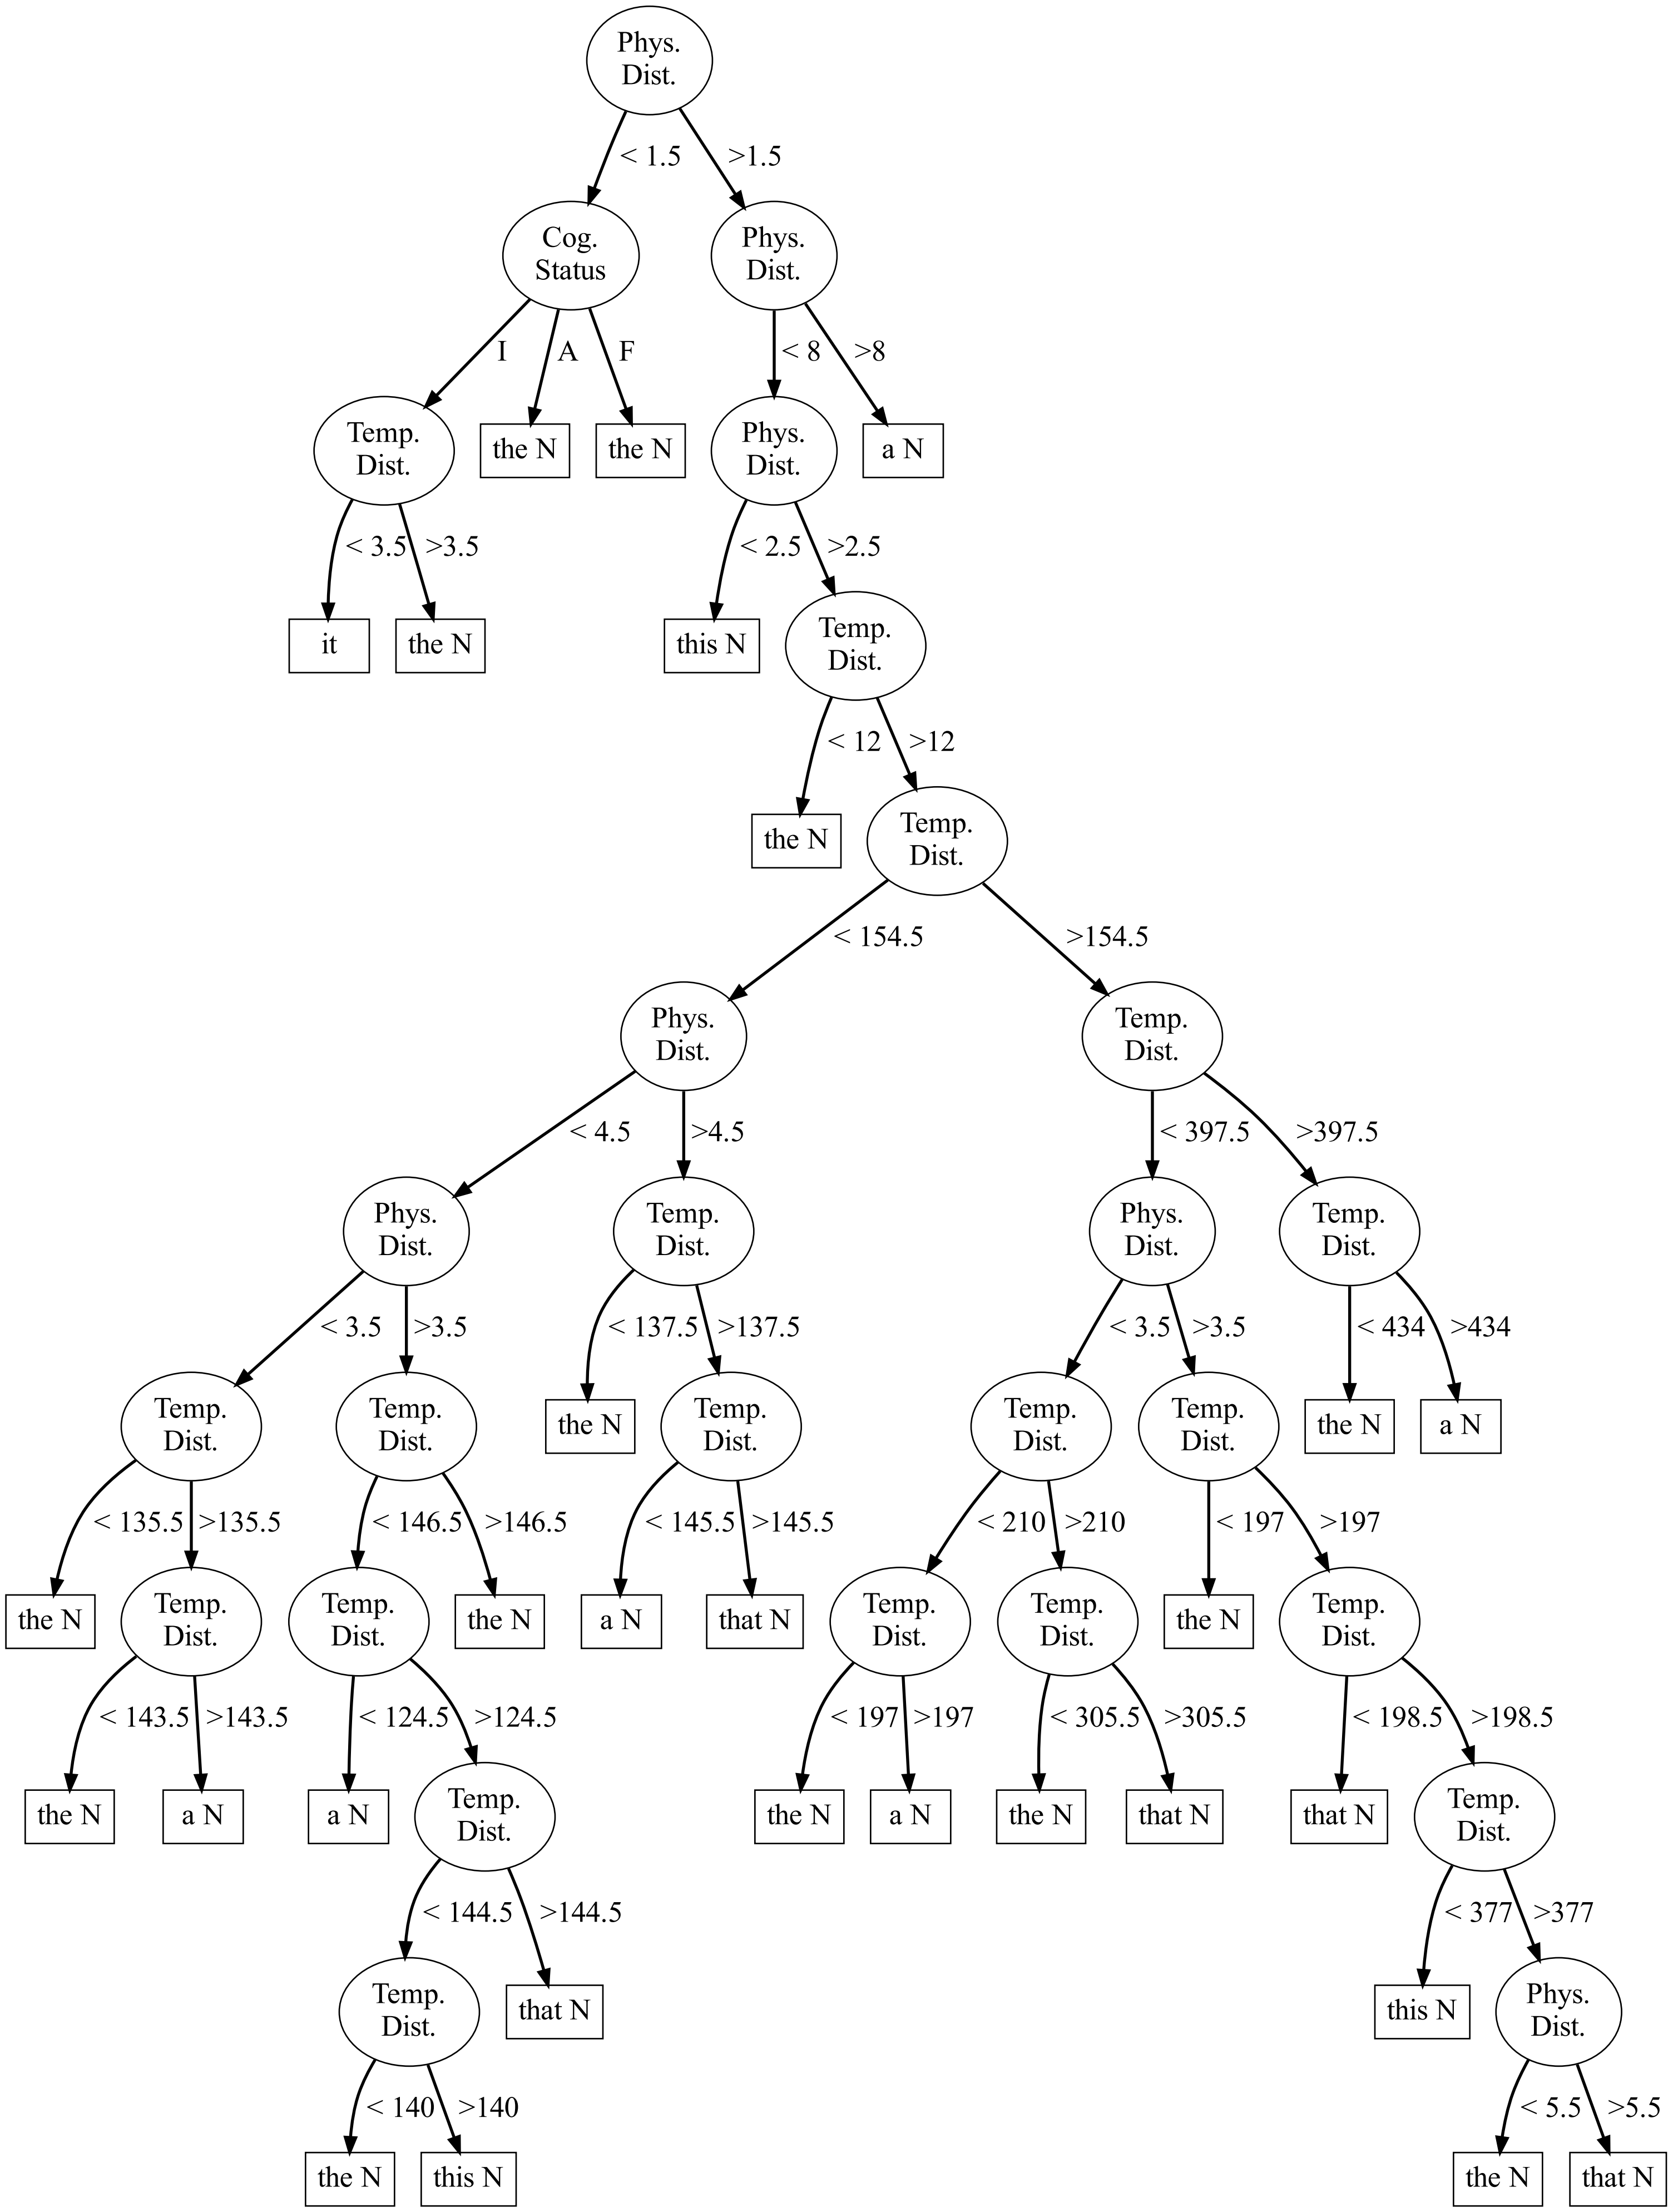 Phys.
Dist.
< 1.5
>1.5
Cog.
Status
Phys.
Dist.
I
A
F
< 8
>8
Temp.
Dist.
the N
the N
Phys.
Dist.
a N
< 3.5
>3.5
< 2.5
>2.5
it
the N
this N
Temp.
Dist.
< 12
>12
the N
Temp.
Dist.
< 154.5
>154.5
Phys.
Dist.
Temp.
Dist.
< 4.5
>4.5
< 397.5
>397.5
Phys.
Dist.
Temp.
Dist.
Phys.
Dist.
Temp.
Dist.
< 3.5
>3.5
< 137.5
>137.5
< 3.5
>3.5
< 434
>434
Temp.
Dist.
Temp.
Dist.
the N
Temp.
Dist.
Temp.
Dist.
Temp.
Dist.
the N
a N
< 135.5
>135.5
< 146.5
>146.5
< 145.5
>145.5
< 210
>210
< 197
>197
the N
Temp.
Dist.
Temp.
Dist.
the N
a N
that N
Temp.
Dist.
Temp.
Dist.
the N
Temp.
Dist.
< 143.5
>143.5
< 124.5
>124.5
< 197
>197
< 305.5
>305.5
< 198.5
>198.5
the N
a N
a N
Temp.
Dist.
the N
a N
the N
that N
that N
Temp.
Dist.
< 144.5
>144.5
< 377
>377
Temp.
Dist.
that N
this N
Phys.
Dist.
< 140
>140
< 5.5
>5.5
the N
this N
the N
that N